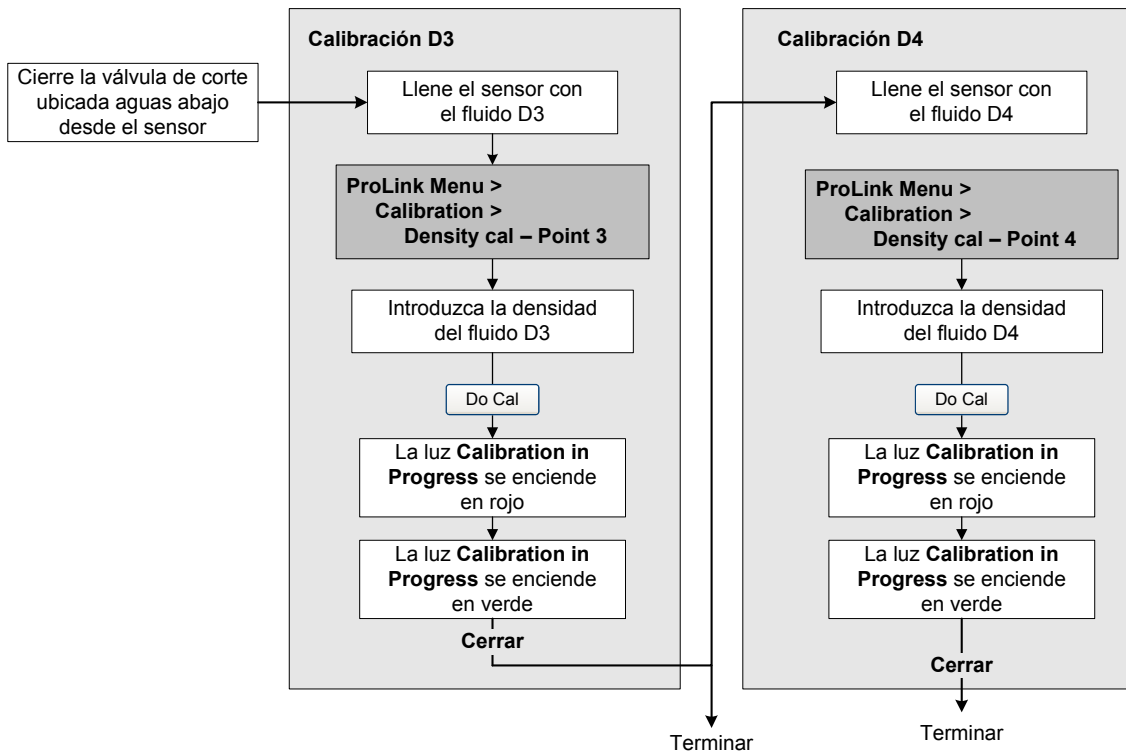 Cierre la válvula de corte
ubicada aguas abajo
desde el sensor
Calibración D3
Llene el sensor con
el fluido D3
ProLink Menu >
Calibration >
Density cal – Point 3
Introduzca la densidad
del fluido D3
Do Cal
La luz Calibration in
Progress se enciende
en rojo
La luz Calibration in
Progress se enciende
en verde
Cerrar
Terminar
Calibración D4
Llene el sensor con
el fluido D4
ProLink Menu >
Calibration >
Density cal – Point 4
Introduzca la densidad
del fluido D4
Do Cal
La luz Calibration in
Progress se enciende
en rojo
La luz Calibration in
Progress se enciende
en verde
Cerrar
Terminar